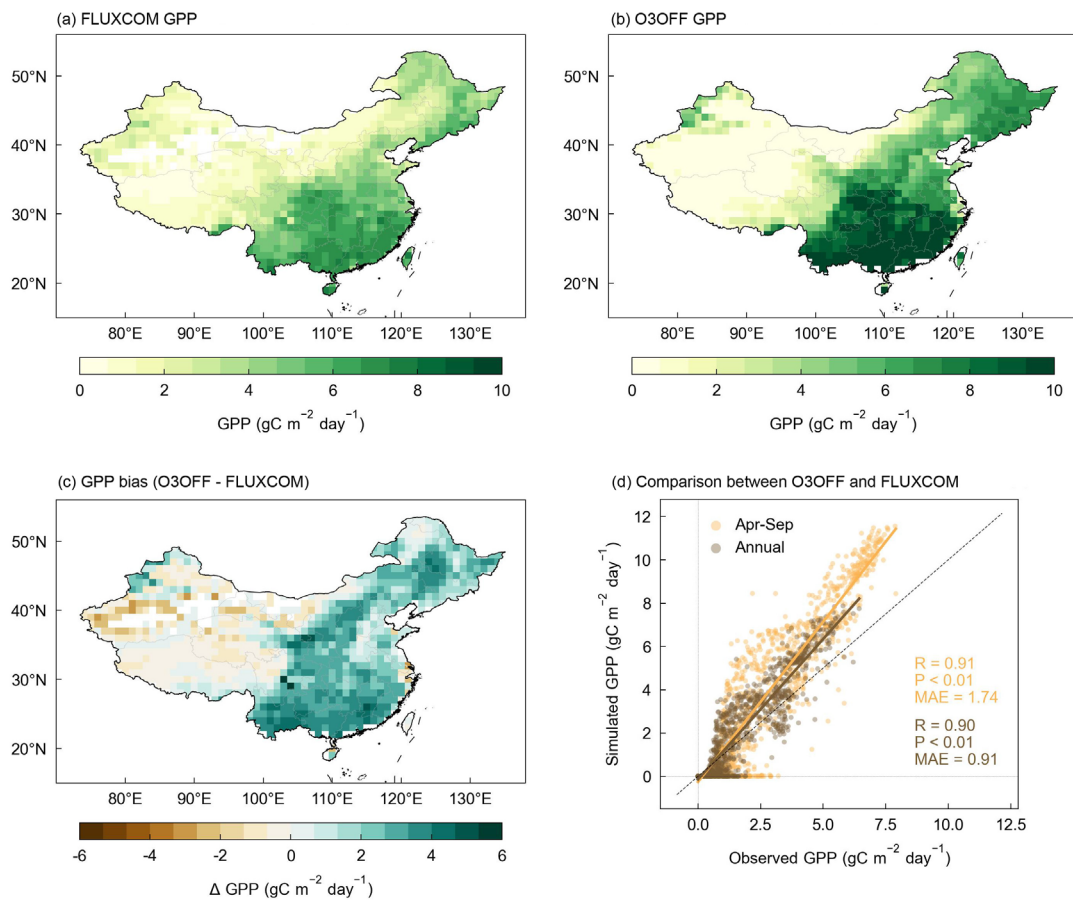 (a) FLUXCOM GPP
50°N
40°N
30°N
20°N
80°E 90°E 100°E 110°E 120°E 130°E
0 2 4 6 8 10
GPP (gC m⁻² day⁻¹)
(b) O3OFF GPP
50°N
40°N
30°N
20°N
80°E 90°E 100°E 110°E 120°E 130°E
0 2 4 6 8 10
GPP (gC m⁻² day⁻¹)
(c) GPP bias (O3OFF - FLUXCOM)
50°N
40°N
30°N
20°N
80°E 90°E 100°E 110°E 120°E 130°E
-6 -4 -2 0 2 4 6
Δ GPP (gC m⁻² day⁻¹)
(d) Comparison between O3OFF and FLUXCOM
Apr-Sep
Annual
12
10
8
6
4
2
0
Simulated GPP (gC m⁻² day⁻¹)
R = 0.91
P < 0.01
MAE = 1.74
R = 0.90
P < 0.01
MAE = 0.91
0.0 2.5 5.0 7.5 10.0 12.5
Observed GPP (gC m⁻² day⁻¹)